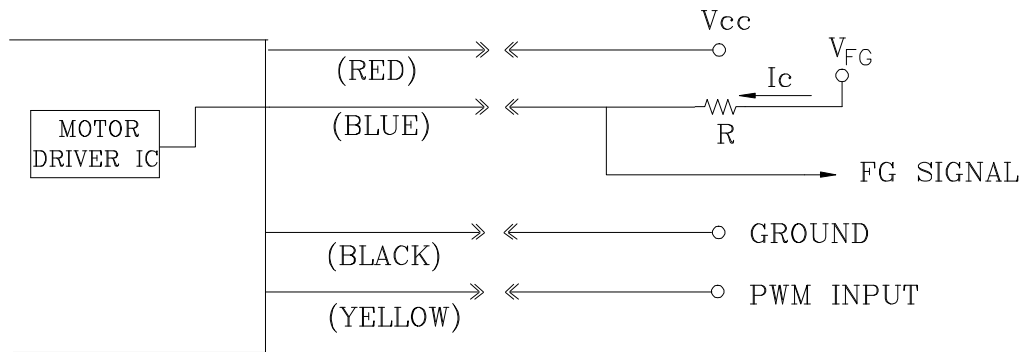 Vcc
VFG
(RED)
Ic
(BLUE)
R
MOTOR
DRIVER IC
FG SIGNAL
GROUND
(BLACK)
PWM INPUT
(YELLOW)